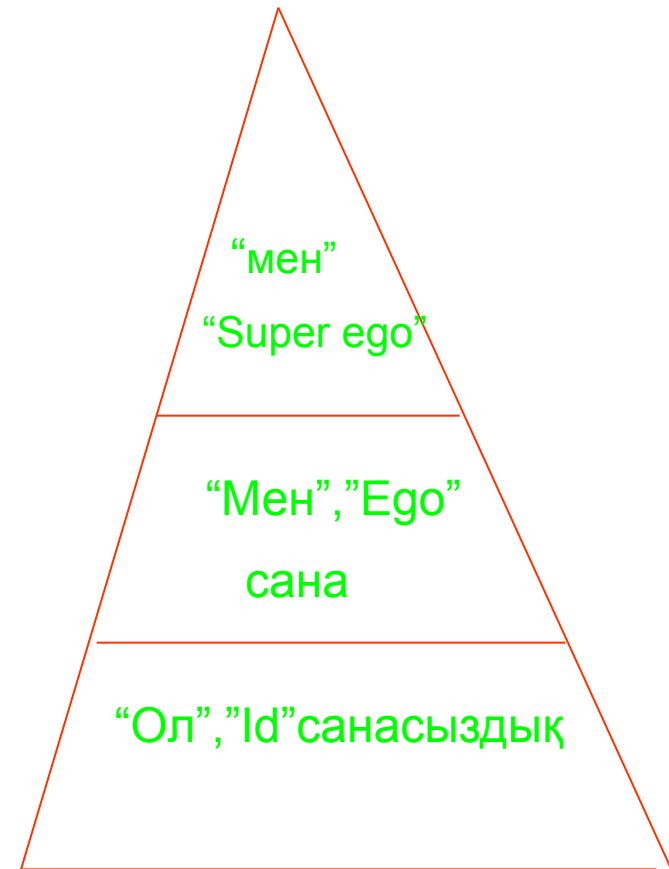 “мен”
“Super ego”
“Мен”,”Ego”
сана
“Ол”,”Id”санасыздық